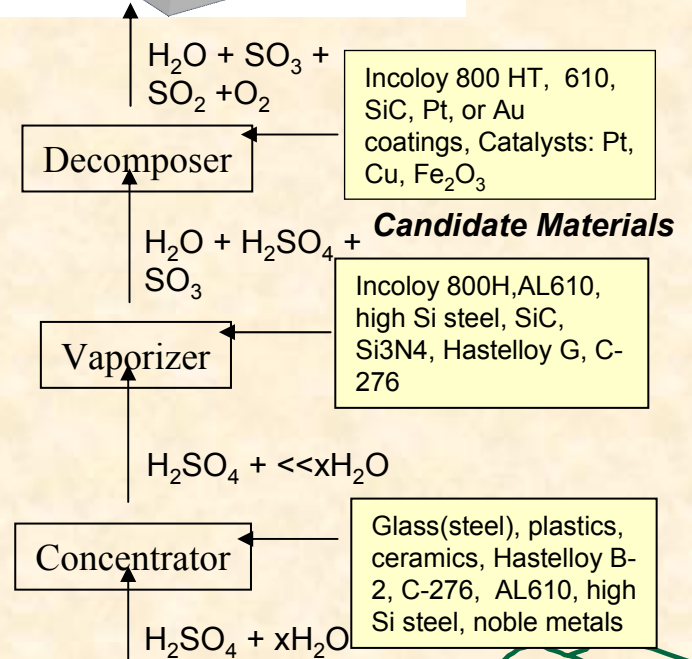 H₂O + SO₃ +
SO₂ +O₂
Incoloy 800 HT,  610,
SiC, Pt, or Au
coatings, Catalysts: Pt,
Cu, Fe₂O₃
Decomposer
Candidate Materials
H₂O + H₂SO₄ +
SO₃
Incoloy 800H,AL610,
high Si steel, SiC,
Si3N4, Hastelloy G, C-
276
Vaporizer
H₂SO₄ + <<xH₂O
Glass(steel), plastics,
ceramics, Hastelloy B-
2, C-276,  AL610, high
Si steel, noble metals
Concentrator
H₂SO₄ + xH₂O